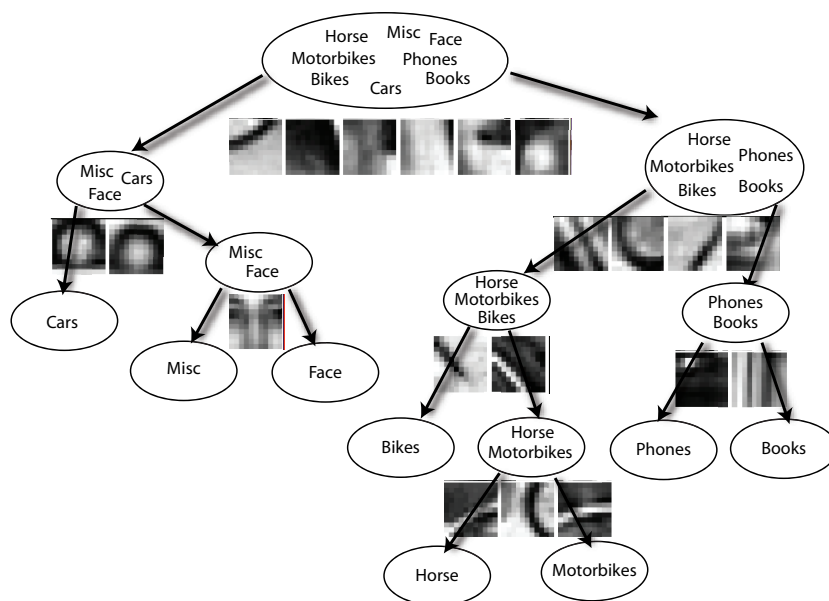 Horse Misc Face
Motorbikes Phones
Bikes Cars Books
Misc Cars
Face
Horse
Phones
Motorbikes
Bikes Books
Misc
Face
Horse
Motorbikes
Bikes
Phones
Books
Cars
Misc
Face
Bikes
Horse
Motorbikes
Phones
Books
Horse
Motorbikes